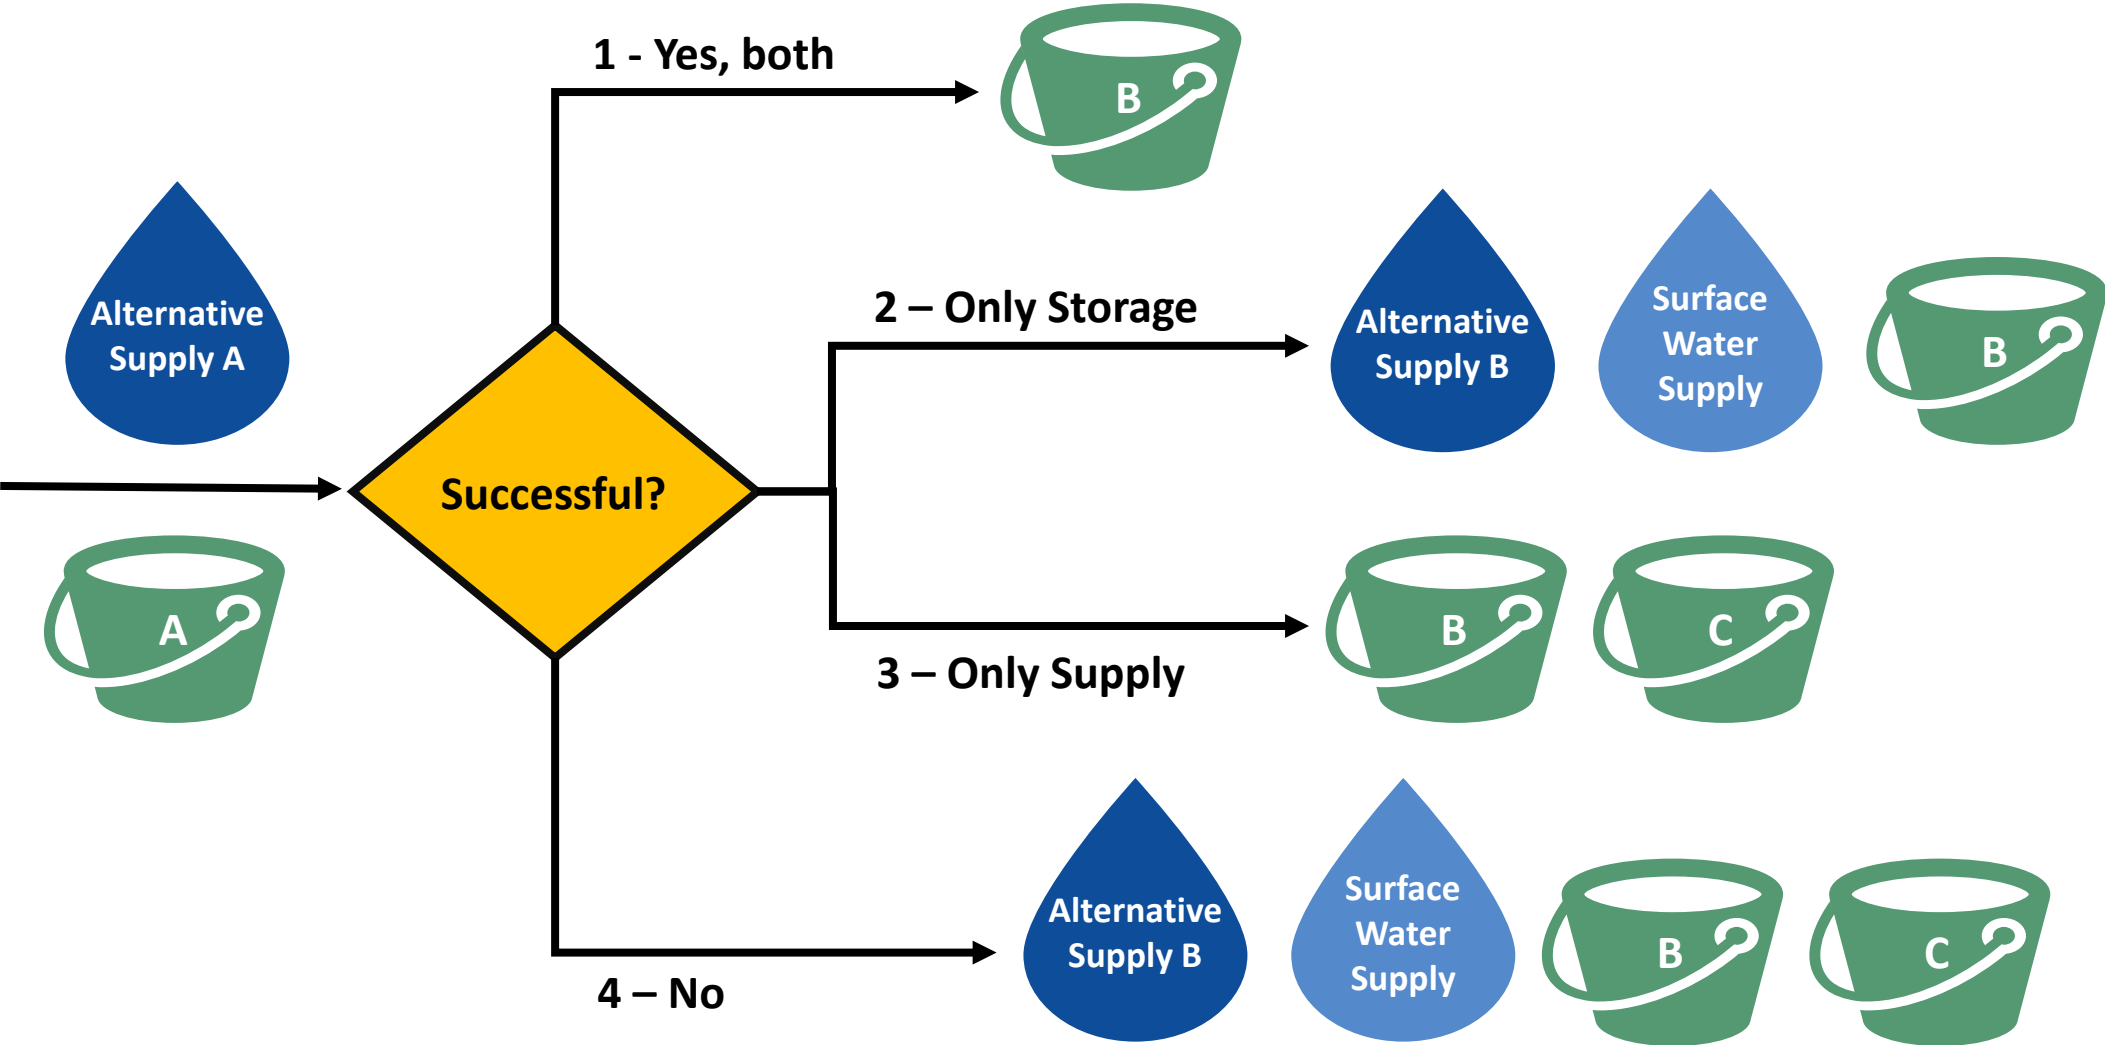 1 - Yes, both
B
Alternative
Supply A
2 – Only Storage
Alternative
Supply B
Surface
Water
Supply
B
Successful?
A
3 – Only Supply
B
C
4 – No
Alternative
Supply B
Surface
Water
Supply
B
C